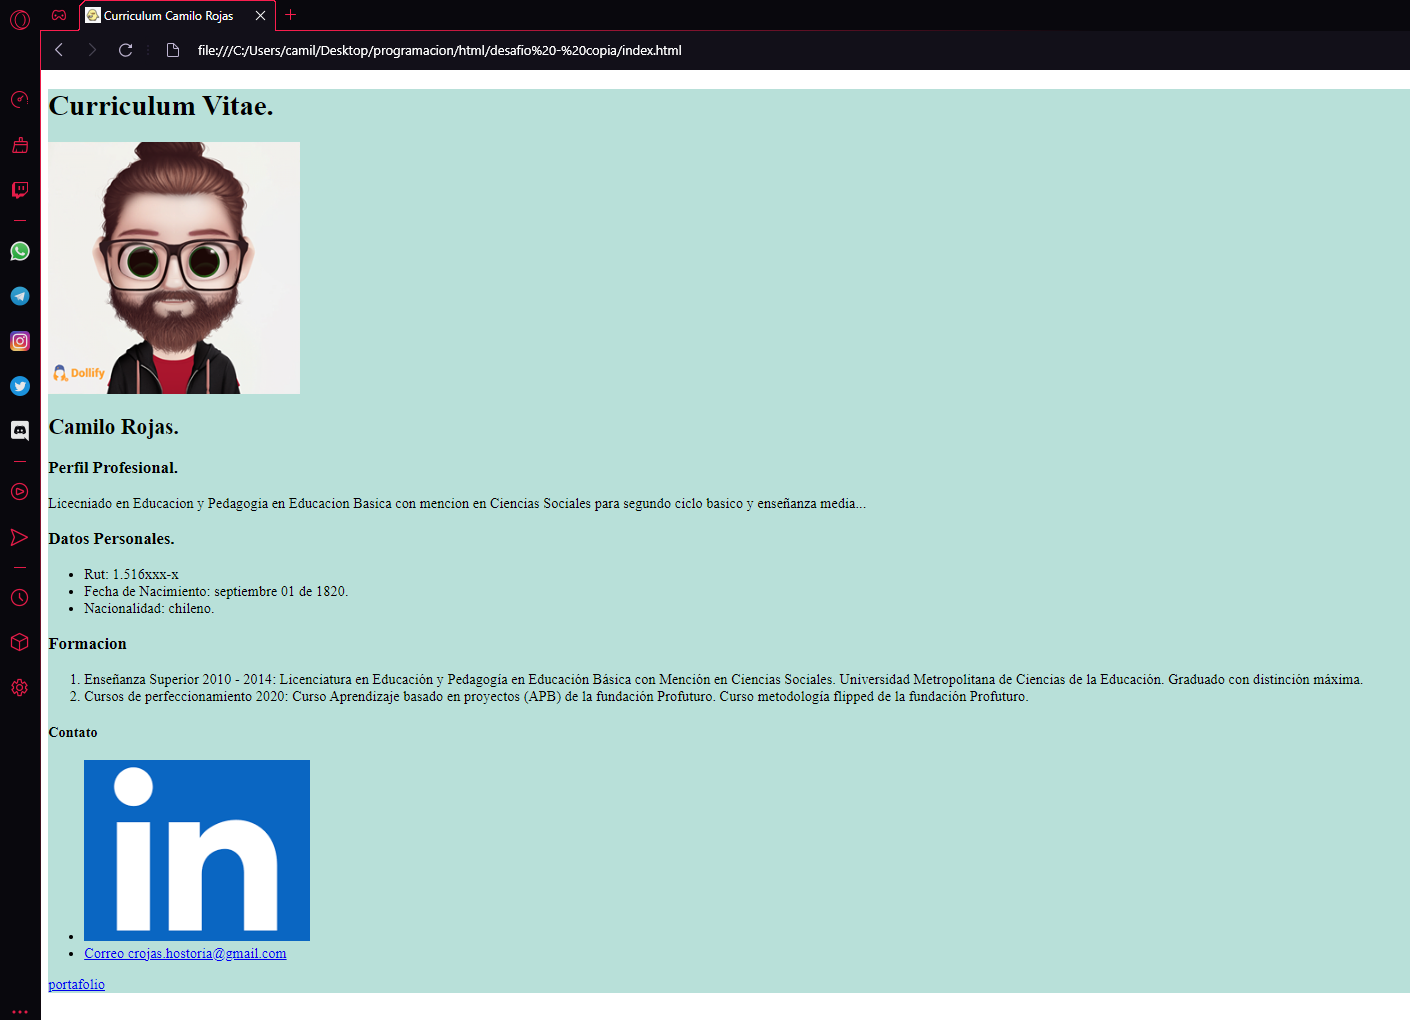 Curriculum Camilo Rojas
file:///C:/Users/camil/Desktop/programacion/html/desafio%20-%20copia/index.html
Curriculum Vitae.
Dollify
Camilo Rojas.
Perfil Profesional.
Licecniado en Educacion y Pedagogia en Educacion Basica con mencion en Ciencias Sociales para segundo ciclo basico y enseñanza media...
Datos Personales.
Rut: 1.516xxx-x
Fecha de Nacimiento: septiembre 01 de 1820.
Nacionalidad: chileno.
Formacion
1. Enseñanza Superior 2010 - 2014: Licenciatura en Educación y Pedagogía en Educación Básica con Mención en Ciencias Sociales. Universidad Metropolitana de Ciencias de la Educación. Graduado con distinción máxima.
2. Cursos de perfeccionamiento 2020: Curso Aprendizaje basado en proyectos (APB) de la fundación Profuturo. Curso metodología flipped de la fundación Profuturo.
Contato
in
Correo crojas.hostoria@gmail.com
portafolio